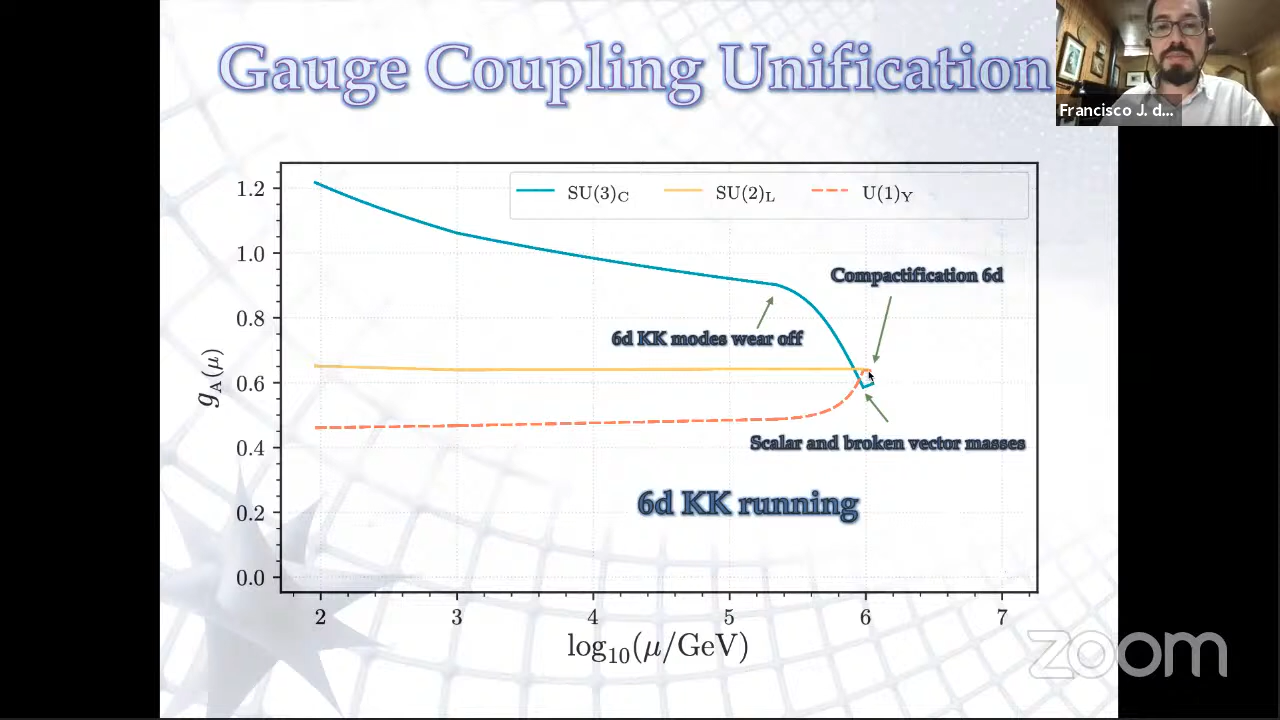 Gauge Coupling Unification
Francisco J. d...
SU(3)C
SU(2)L
U(1)Y
1.2
1.0
0.8
0.6
0.4
0.2
0.0
gA(μ)
Compactification 6d
6d KK modes wear off
Scalar and broken vector masses
6d KK running
2 3 4 5 6 7
log10(μ/GeV)
zoom